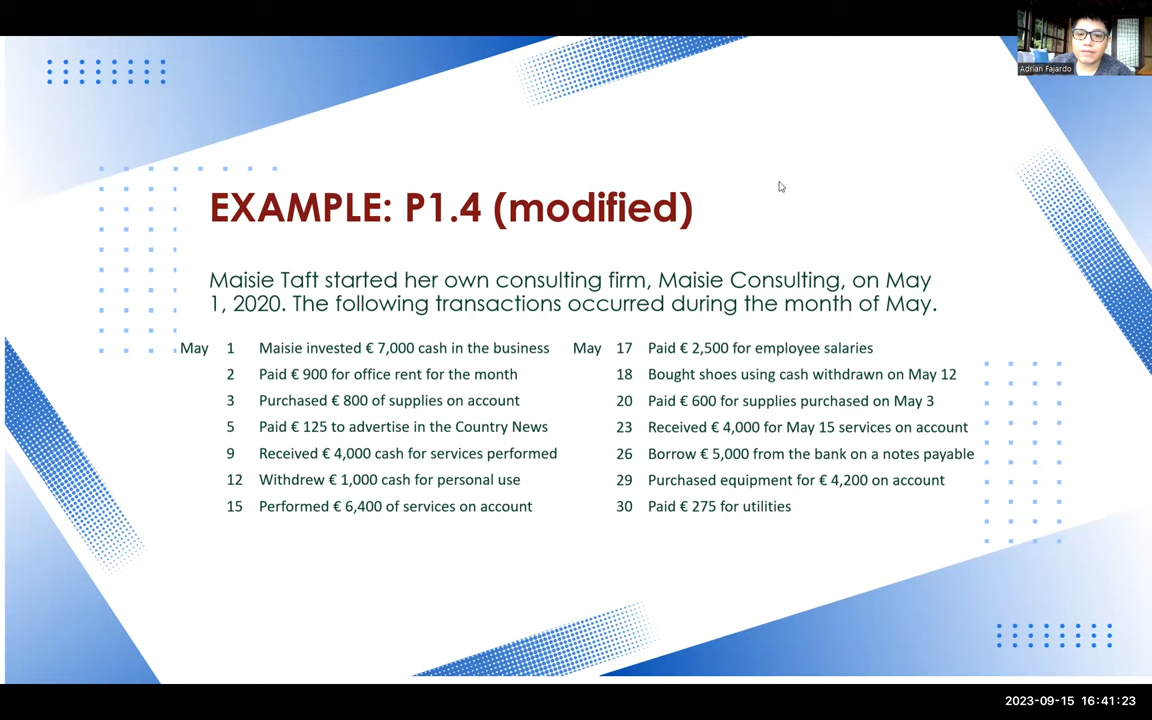 Adrian Fajardo
EXAMPLE: P1.4 (modified)
Maisie Taft started her own consulting firm, Maisie Consulting, on May
1, 2020. The following transactions occurred during the month of May.
May 1 Maisie invested € 7,000 cash in the business
2 Paid € 900 for office rent for the month
3 Purchased € 800 of supplies on account
5 Paid € 125 to advertise in the Country News
9 Received € 4,000 cash for services performed
12 Withdrew € 1,000 cash for personal use
15 Performed € 6,400 of services on account
May 17 Paid € 2,500 for employee salaries
18 Bought shoes using cash withdrawn on May 12
20 Paid € 600 for supplies purchased on May 3
23 Received € 4,000 for May 15 services on account
26 Borrow € 5,000 from the bank on a notes payable
29 Purchased equipment for € 4,200 on account
30 Paid € 275 for utilities
2023-09-15 16:41:23